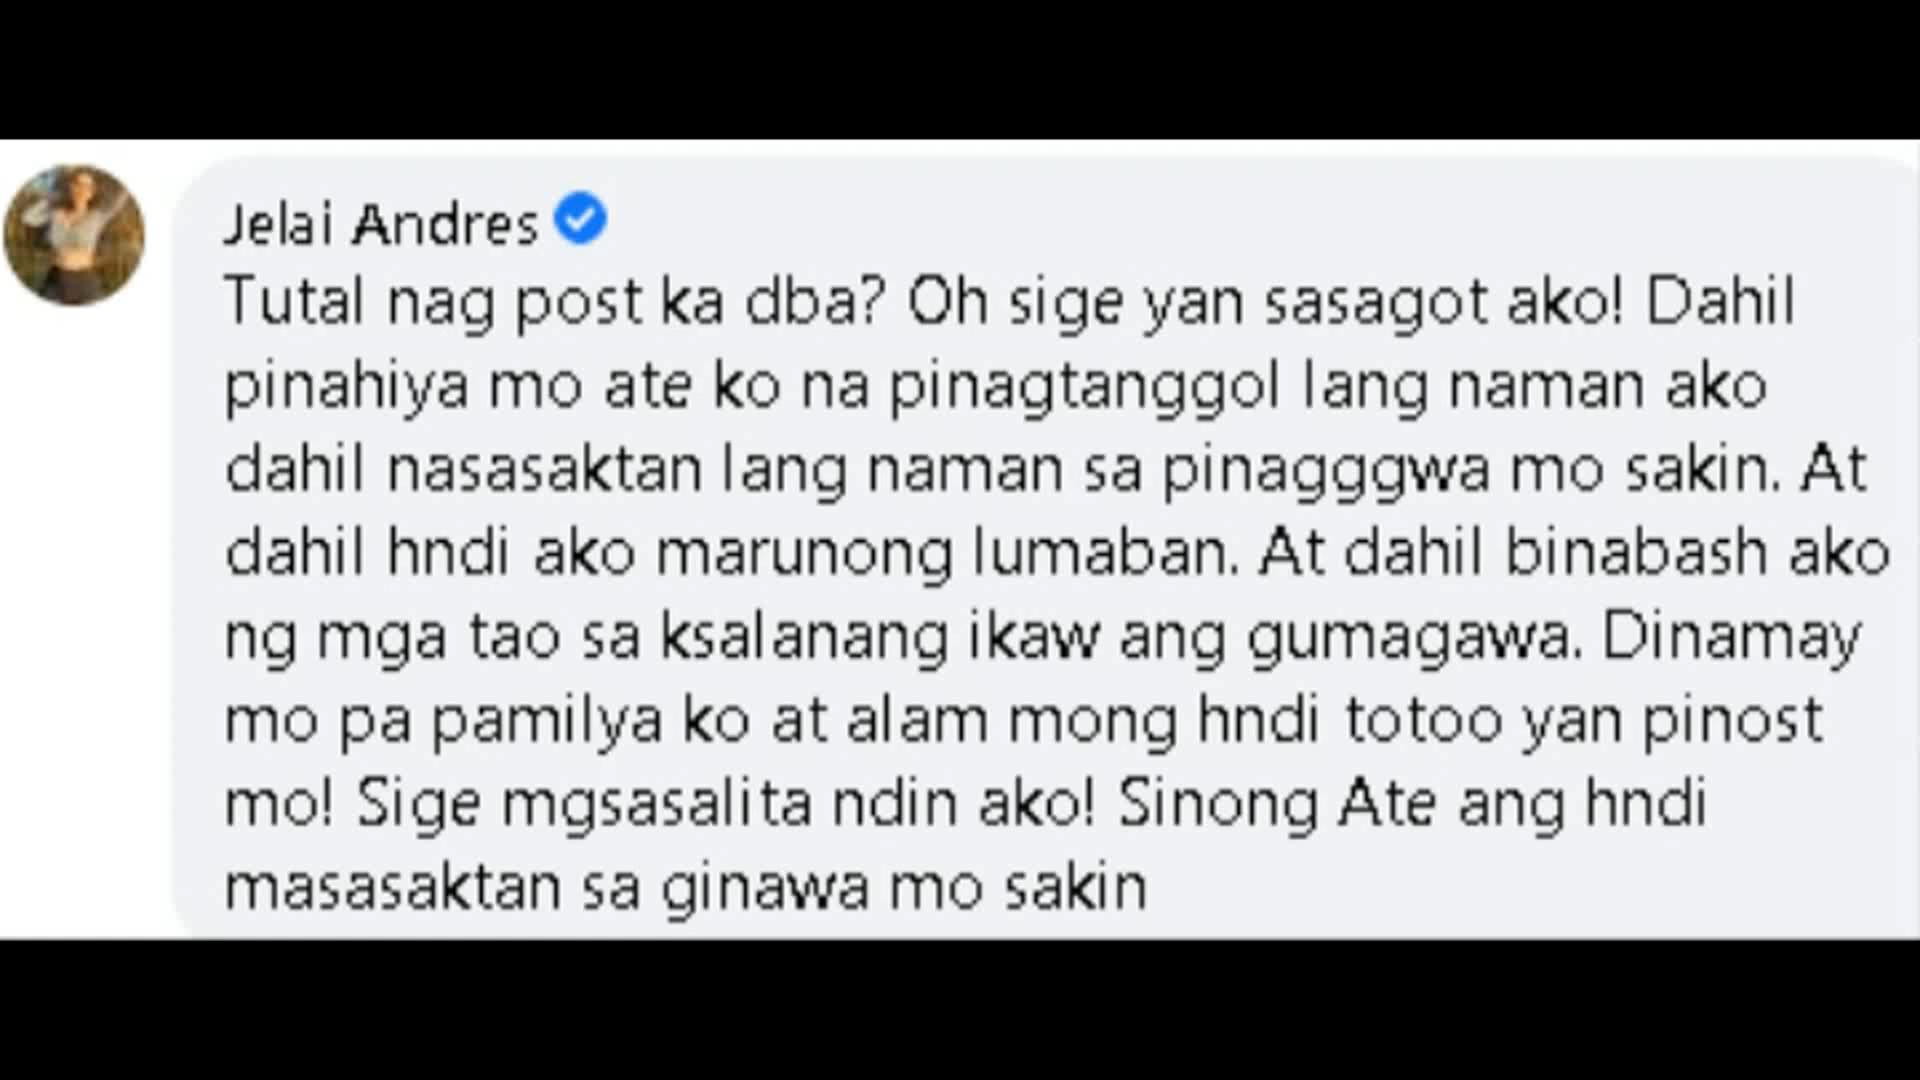 Jelai Andres
Tutal nag post ka dba? Oh sige yan sasagot ako! Dahil
pinahiya mo ate ko na pinagtanggol lang naman ako
dahil nasasaktan lang naman sa pinagggwa mo sakin. At
dahil hndi ako marunong lumaban. At dahil binabash ako
ng mga tao sa ksalanang ikaw ang gumagawa. Dinamay
mo pa pamilya ko at alam mong hndi totoo yan pinost
mo! Sige mgsasalita ndin ako! Sinong Ate ang hndi
masasaktan sa ginawa mo sakin